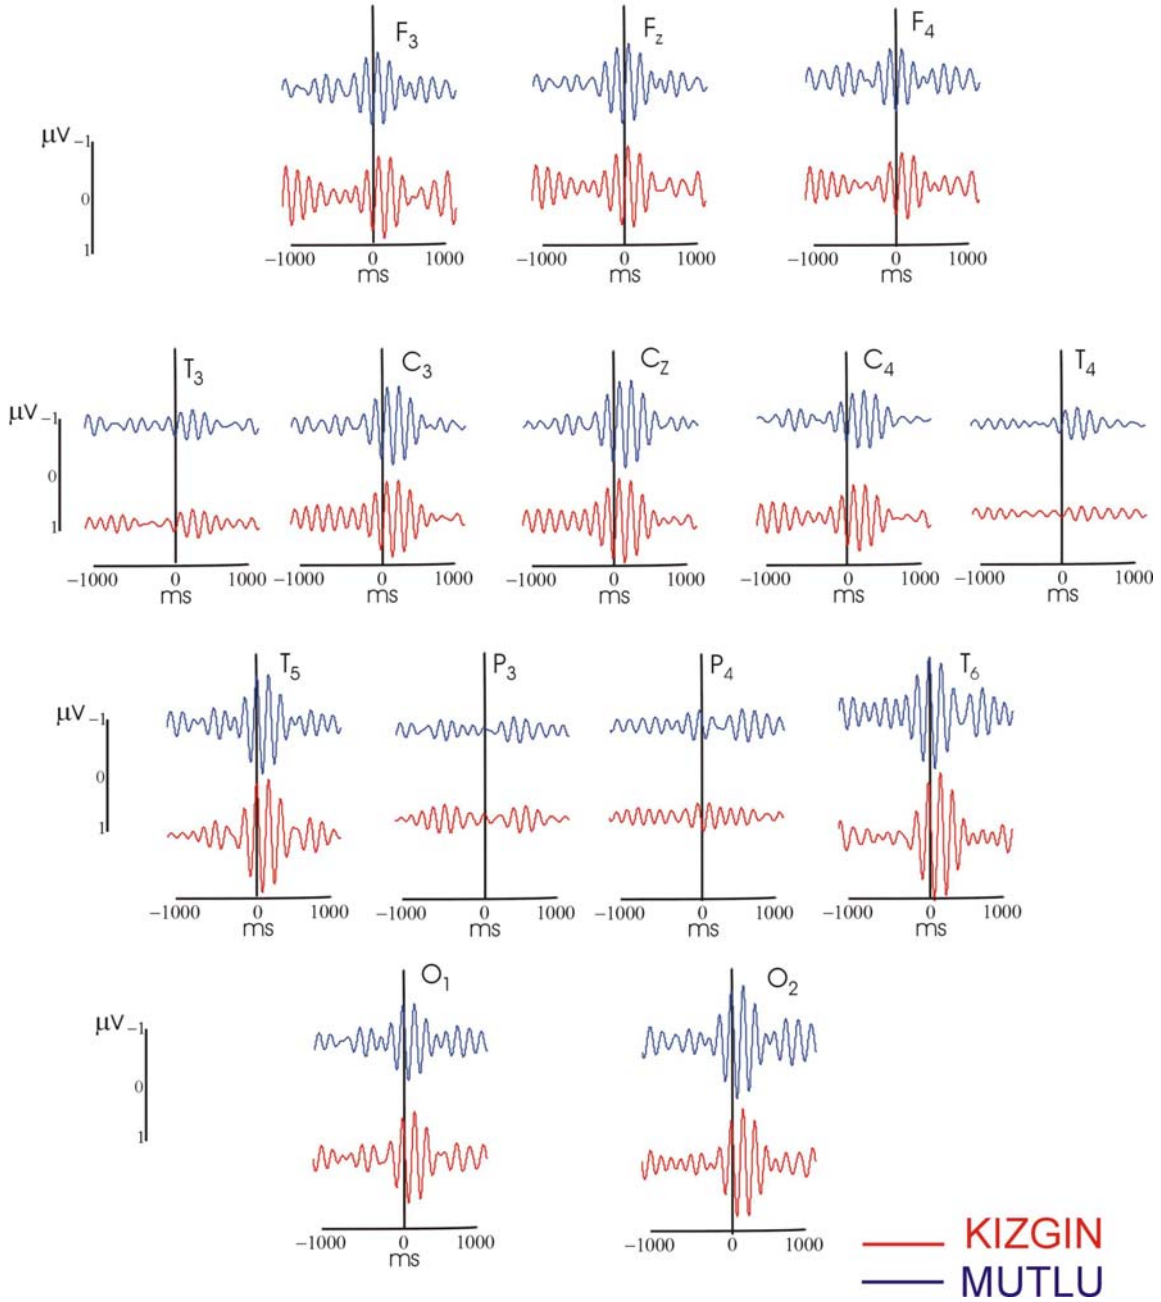 F3 Fz F4
μV -1
0
1
-1000 0 1000 -1000 0 1000 -1000 0 1000
ms ms ms
T3 C3 CZ C4 T4
μV -1
0
1
-1000 0 1000 -1000 0 1000 -1000 0 1000 -1000 0 1000 -1000 0 1000
ms ms ms ms ms
T5 P3 P4 T6
μV -1
0
1
-1000 0 1000 -1000 0 1000 -1000 0 1000 -1000 0 1000
ms ms ms ms
O1 O2
μV -1
0
1
-1000 0 1000 -1000 0 1000
ms ms
KIZGIN
MUTLU